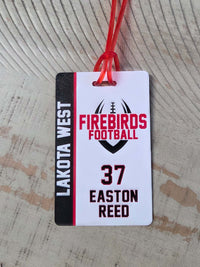 LAKOTA WEST
FIREBIRDS
FOOTBALL
37
EASTON
REED